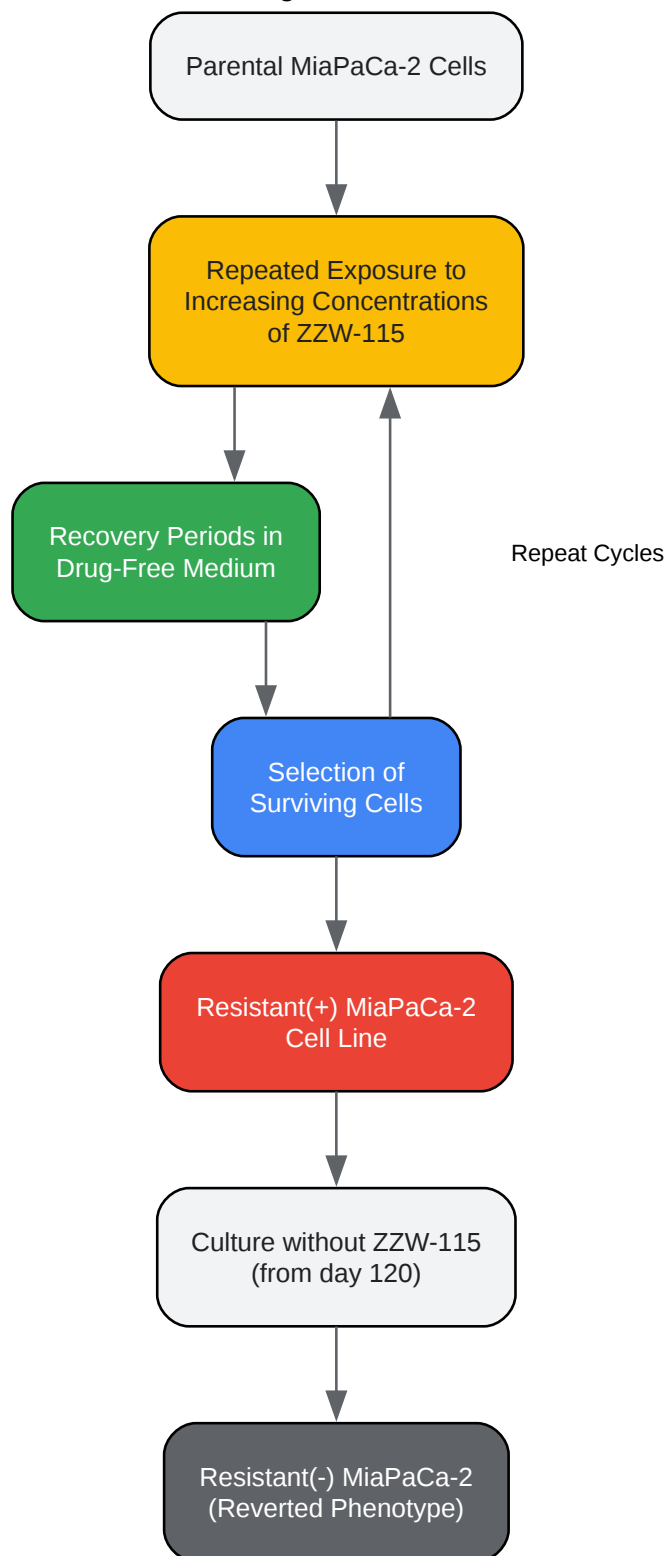 Parental MiaPaCa-2 Cells
Repeated Exposure to
Increasing Concentrations
of ZZW-115
Recovery Periods in
Drug-Free Medium
Repeat Cycles
Selection of
Surviving Cells
Resistant(+) MiaPaCa-2
Cell Line
Culture without ZZW-115
(from day 120)
Resistant(-) MiaPaCa-2
(Reverted Phenotype)